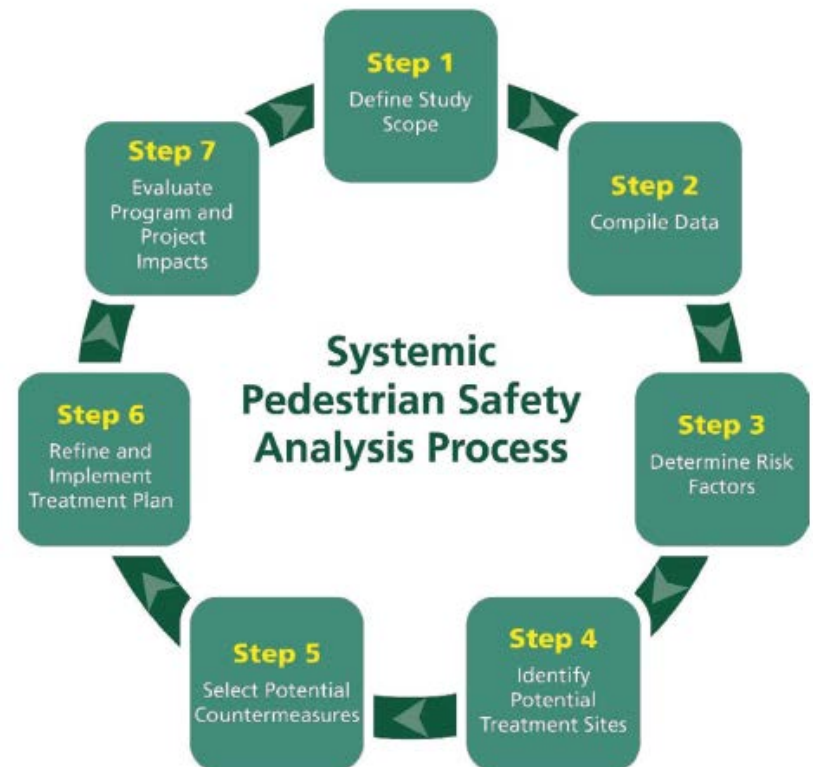 Step 1
Define Study
Scope
Step 2
Compile Data
Step 3
Determine Risk
Factors
Step 4
Identify
Potential
Treatment Sites
Step 5
Select Potential
Countermeasures
Step 6
Refine and
Implement
Treatment Plan
Step 7
Evaluate
Program and
Project
Impacts
Systemic
Pedestrian Safety
Analysis Process